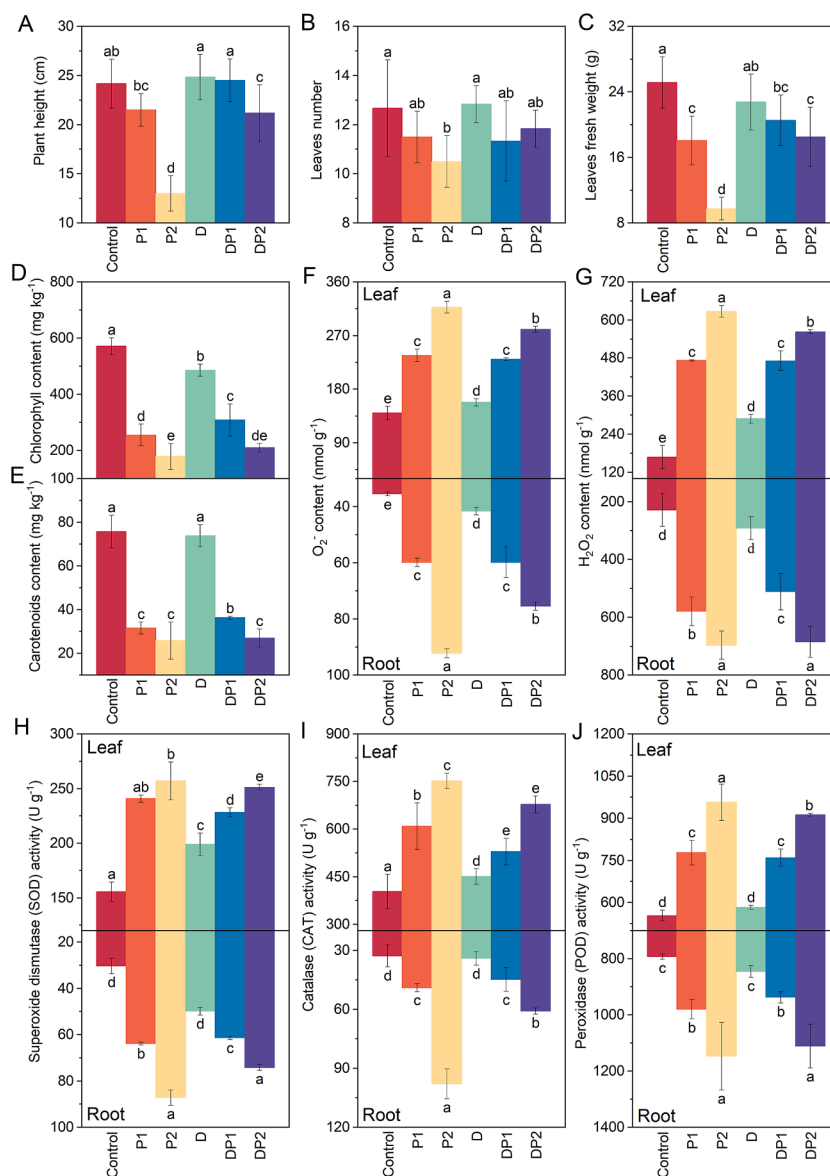 A
Plant height (cm)
30
25
20
15
10
ab
bc
d
a
a
c
Control
P1
P2
D
DP1
DP2
B
Leaves number
16
14
12
10
8
a
ab
b
a
ab
ab
Control
P1
P2
D
DP1
DP2
C
Leaves fresh weight (g)
32
24
16
8
a
c
d
ab
bc
c
Control
P1
P2
D
DP1
DP2
D
Chlorophyll content (mg kg⁻¹)
800
600
400
200
100
a
d
e
b
c
de
E
Carotenoids content (mg kg⁻¹)
80
60
40
20
a
c
c
a
b
c
Control
P1
P2
D
DP1
DP2
F
Leaf
O₂⁻ content (nmol g⁻¹)
360
270
180
90
40
60
80
100
e
c
a
d
c
b
e
c
a
d
c
b
Root
Control
P1
P2
D
DP1
DP2
G
Leaf
H₂O₂ content (nmol g⁻¹)
720
600
480
360
240
120
200
400
600
800
e
c
a
d
c
b
d
b
a
d
c
a
Root
Control
P1
P2
D
DP1
DP2
H
Leaf
Superoxide dismutase (SOD) activity (U g⁻¹)
300
250
200
150
20
40
60
80
100
a
ab
b
c
d
e
d
b
a
d
c
a
Root
Control
P1
P2
D
DP1
DP2
I
Leaf
Catalase (CAT) activity (U g⁻¹)
900
750
600
450
300
30
60
90
120
a
b
c
d
e
e
d
c
a
d
c
b
Root
Control
P1
P2
D
DP1
DP2
J
Leaf
Peroxidase (POD) activity (U g⁻¹)
1200
1050
900
750
600
800
1000
1200
1400
d
c
a
d
c
b
c
b
a
c
b
a
Root
Control
P1
P2
D
DP1
DP2